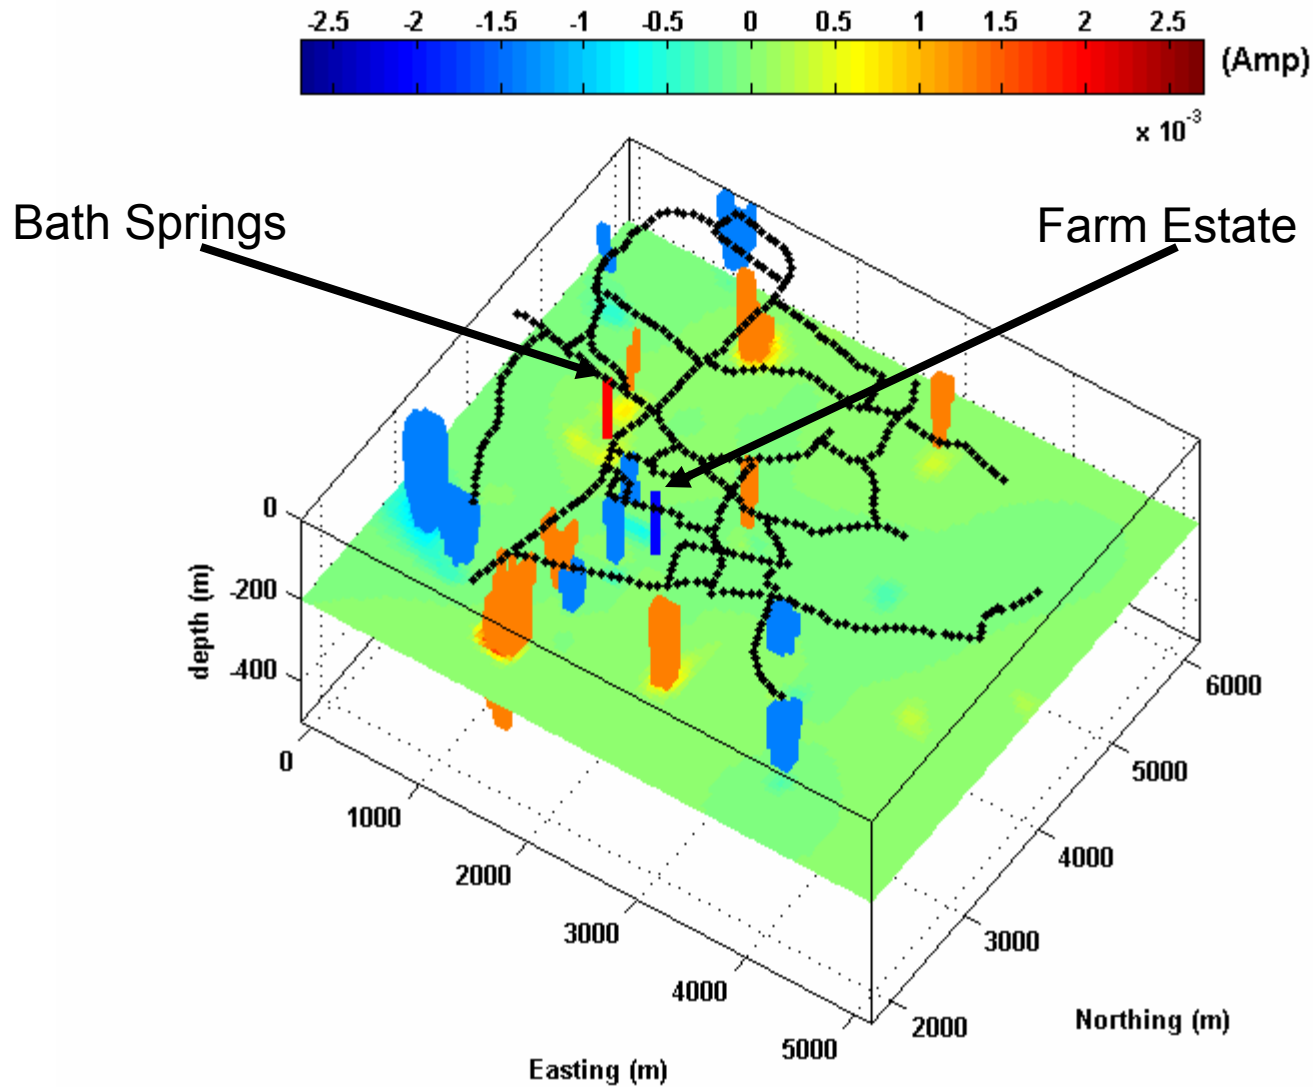 -2.5 -2 -1.5 -1 -0.5 0 0.5 1 1.5 2 2.5
(Amp)
x 10-3
Bath Springs
Farm Estate
0
-200
-400
depth (m)
0
1000
2000
3000
4000
5000
Easting (m)
6000
5000
4000
3000
2000
Northing (m)